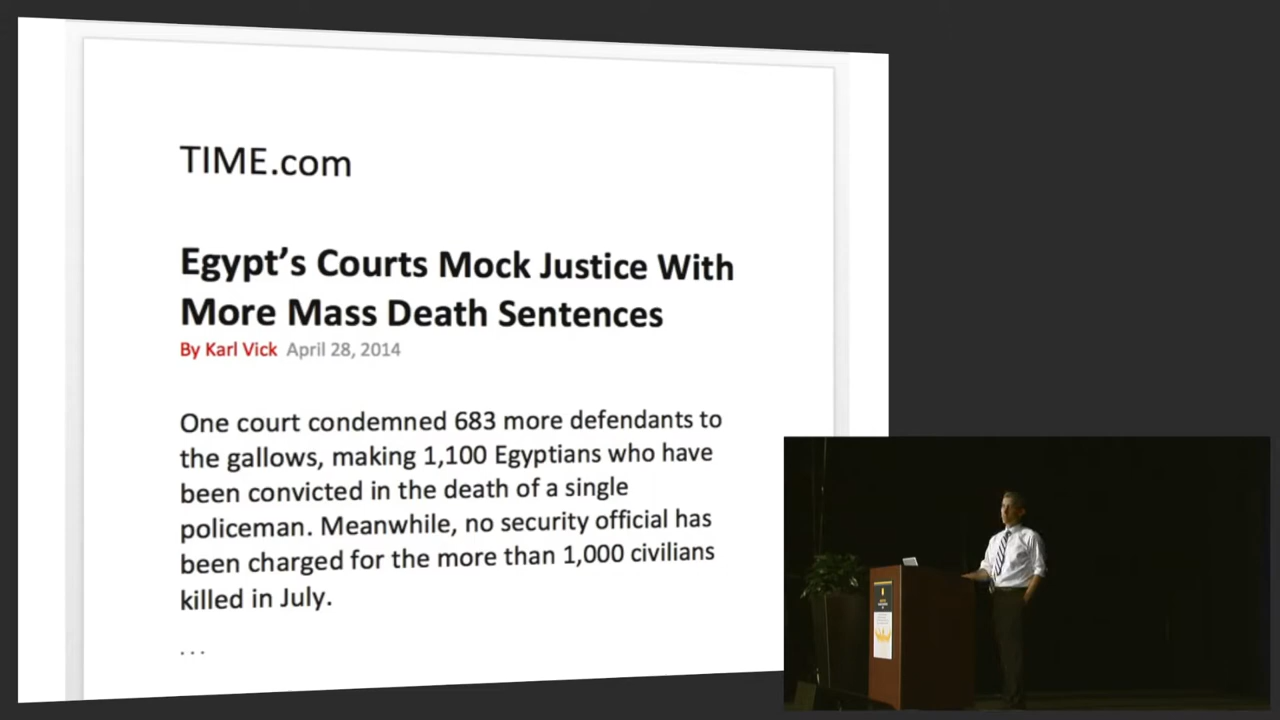 TIME.com
Egypt's Courts Mock Justice With
More Mass Death Sentences
By Karl Vick April 28, 2014
One court condemned 683 more defendants to
the gallows, making 1,100 Egyptians who have
been convicted in the death of a single
policeman. Meanwhile, no security official has
been charged for the more than 1,000 civilians
killed in July.
...